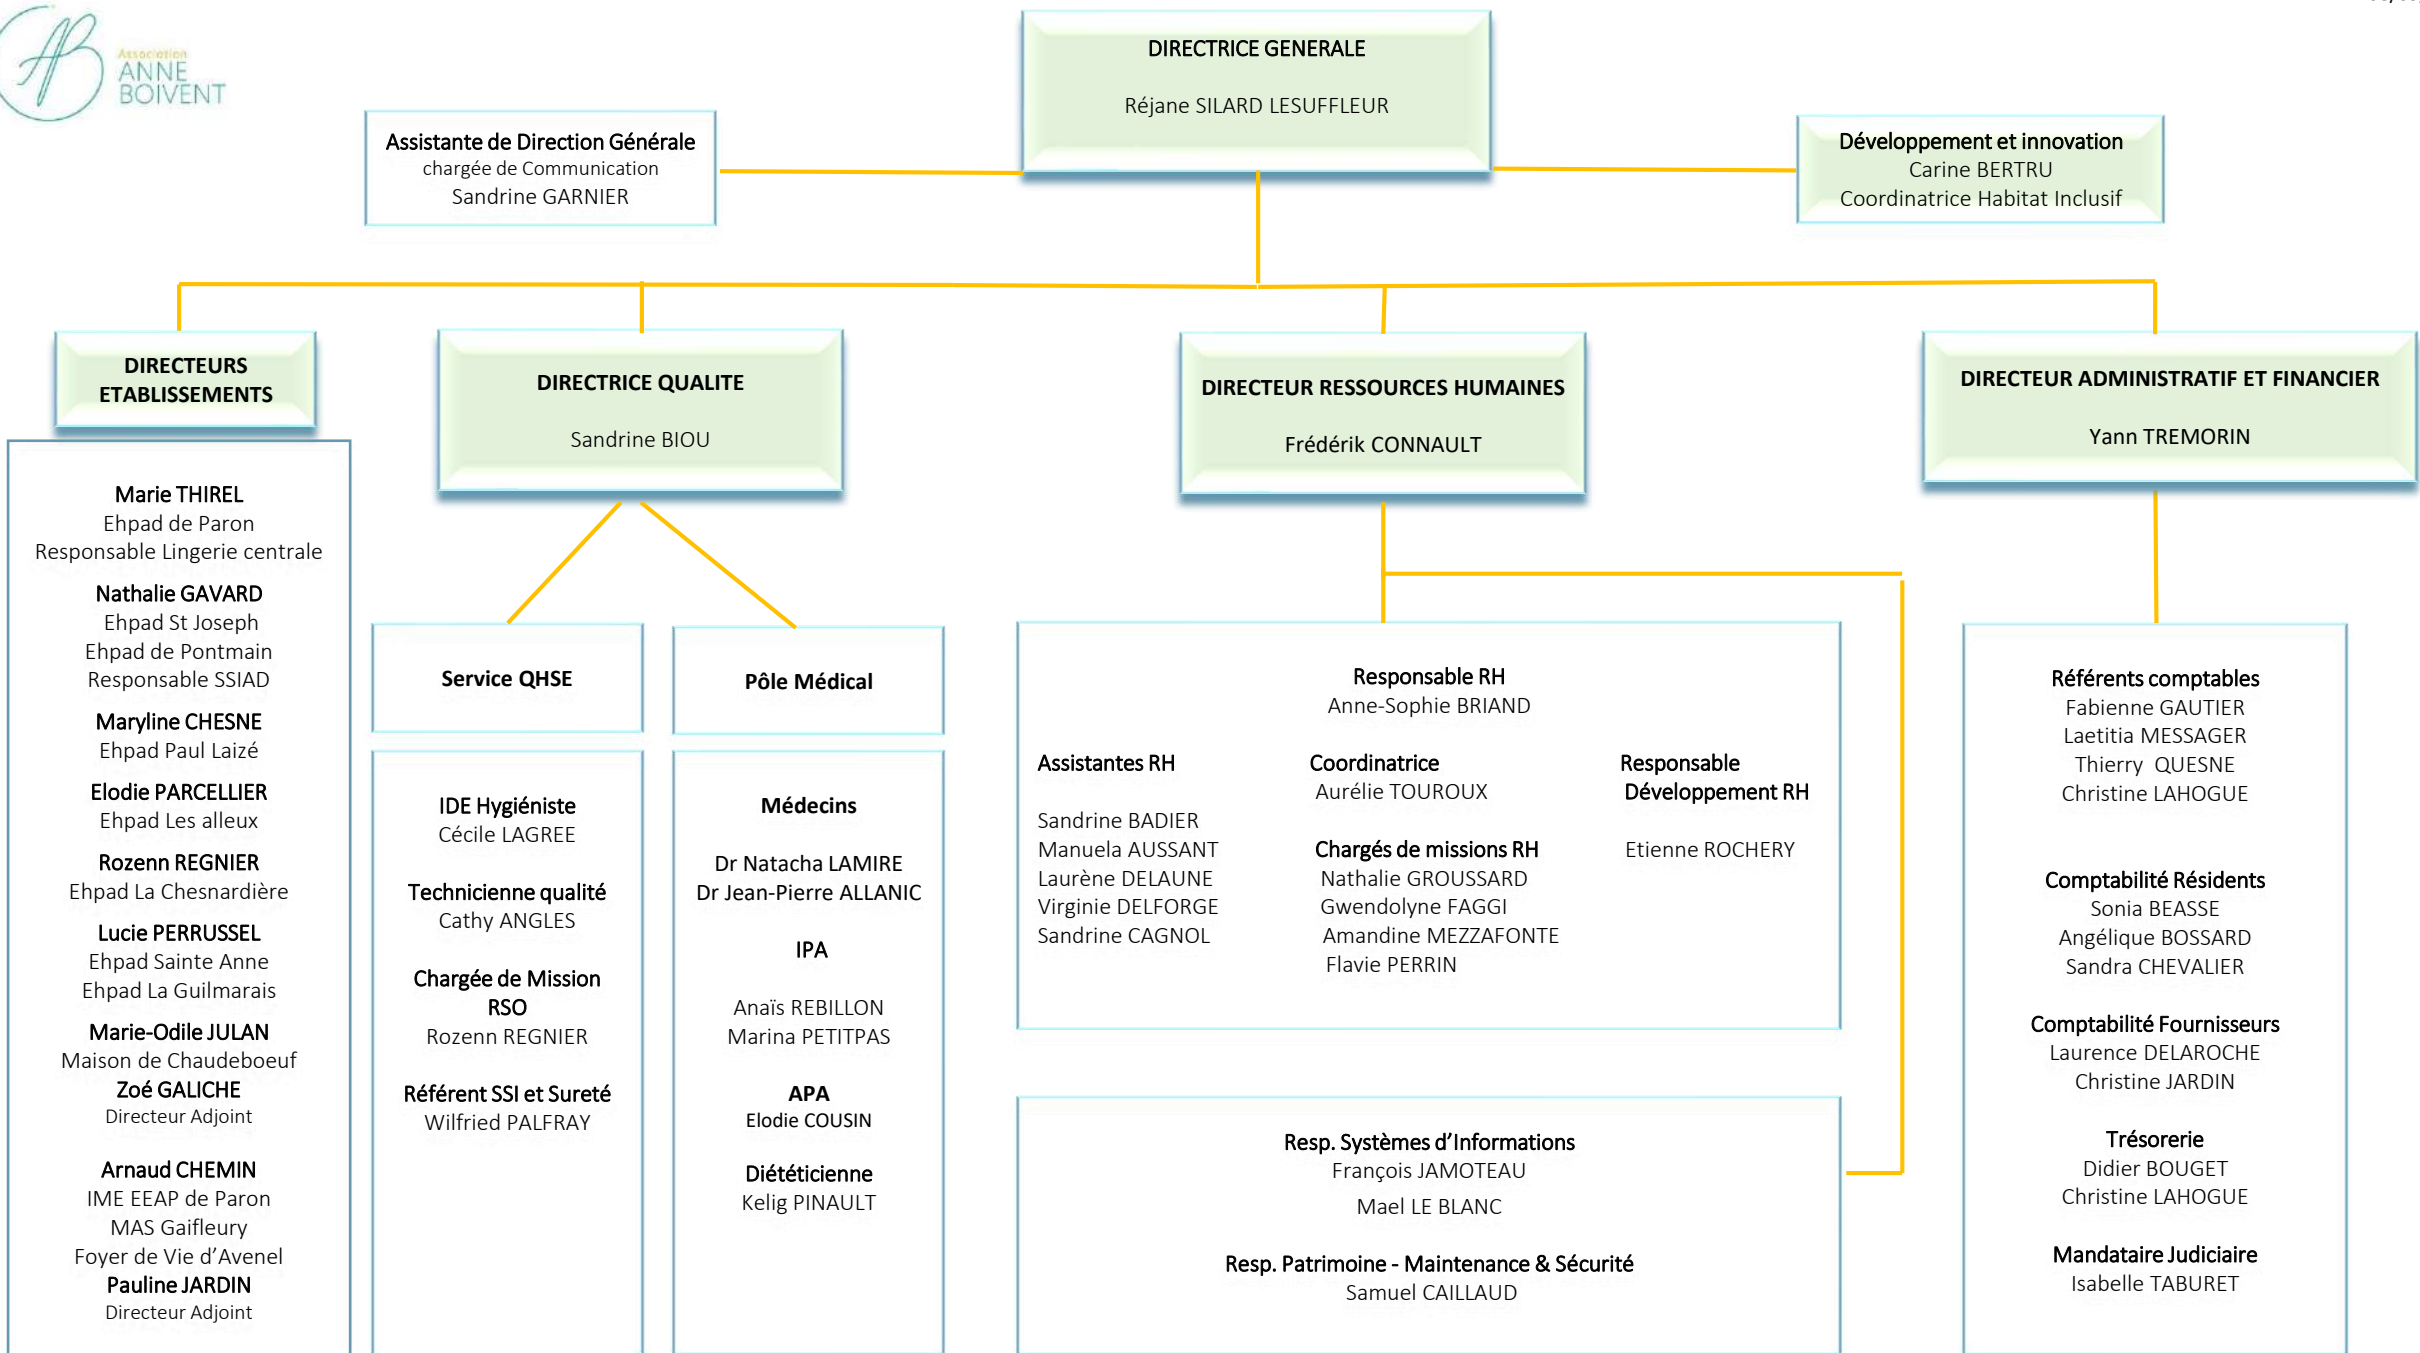 Association
ANNE
BOIVENT
DIRECTRICE GENERALE
Réjane SILARD LESUFFLEUR
Assistante de Direction Générale
chargée de Communication
Sandrine GARNIER
Développement et innovation
Carine BERTRU
Coordinatrice Habitat Inclusif
DIRECTEURS
ETABLISSEMENTS
Marie THIREL
Ehpad de Paron
Responsable Lingerie centrale
Nathalie GAVARD
Ehpad St Joseph
Ehpad de Pontmain
Responsable SSIAD
Maryline CHESNE
Ehpad Paul Laizé
Elodie PARCELLIER
Ehpad Les alleux
Rozenn REGNIER
Ehpad La Chesnardière
Lucie PERRUSSEL
Ehpad Sainte Anne
Ehpad La Guilmarais
Marie-Odile JULAN
Maison de Chaudeboeuf
Zoé GALICHE
Directeur Adjoint
Arnaud CHEMIN
IME EEAP de Paron
MAS Gaifleury
Foyer de Vie d’Avenel
Pauline JARDIN
Directeur Adjoint
DIRECTRICE QUALITE
Sandrine BIOU
Service QHSE
IDE Hygiéniste
Cécile LAGREE
Technicienne qualité
Cathy ANGLES
Chargée de Mission
RSO
Rozenn REGNIER
Référent SSI et Sureté
Wilfried PALFRAY
Pôle Médical
Médecins
Dr Natacha LAMIRE
Dr Jean-Pierre ALLANIC
IPA
Anaïs REBILLON
Marina PETITPAS
APA
Elodie COUSIN
Diététicienne
Kelig PINAULT
DIRECTEUR RESSOURCES HUMAINES
Frédérik CONNAULT
Responsable RH
Anne-Sophie BRIAND
Assistantes RH
Sandrine BADIER
Manuela AUSSANT
Laurène DELAUNE
Virginie DELFORGE
Sandrine CAGNOL
Coordinatrice
Aurélie TOUROUX
Chargés de missions RH
Nathalie GROUSSARD
Gwendolyne FAGGI
Amandine MEZZAFONTE
Flavie PERRIN
Responsable
Développement RH
Etienne ROCHERY
Resp. Systèmes d’Informations
François JAMOTEAU
Mael LE BLANC
Resp. Patrimoine - Maintenance & Sécurité
Samuel CAILLAUD
DIRECTEUR ADMINISTRATIF ET FINANCIER
Yann TREMORIN
Référents comptables
Fabienne GAUTIER
Laetitia MESSAGER
Thierry QUESNE
Christine LAHOGUE
Comptabilité Résidents
Sonia BEASSE
Angélique BOSSARD
Sandra CHEVALIER
Comptabilité Fournisseurs
Laurence DELAROCHE
Christine JARDIN
Trésorerie
Didier BOUGET
Christine LAHOGUE
Mandataire Judiciaire
Isabelle TABURET